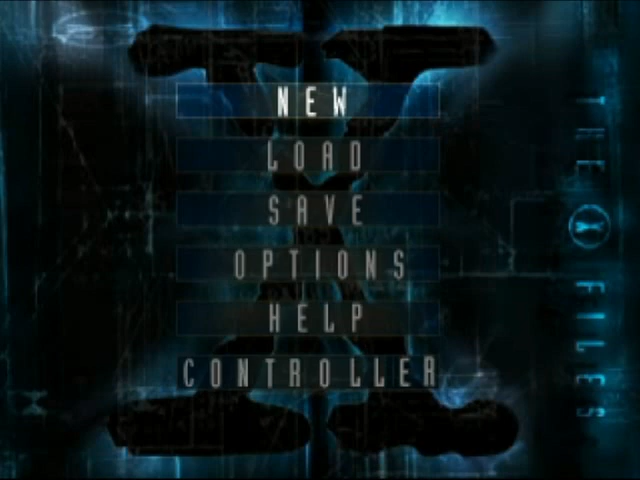 NEW
LOAD
SAVE
OPTIONS
HELP
CONTROLLER
THE X FILES